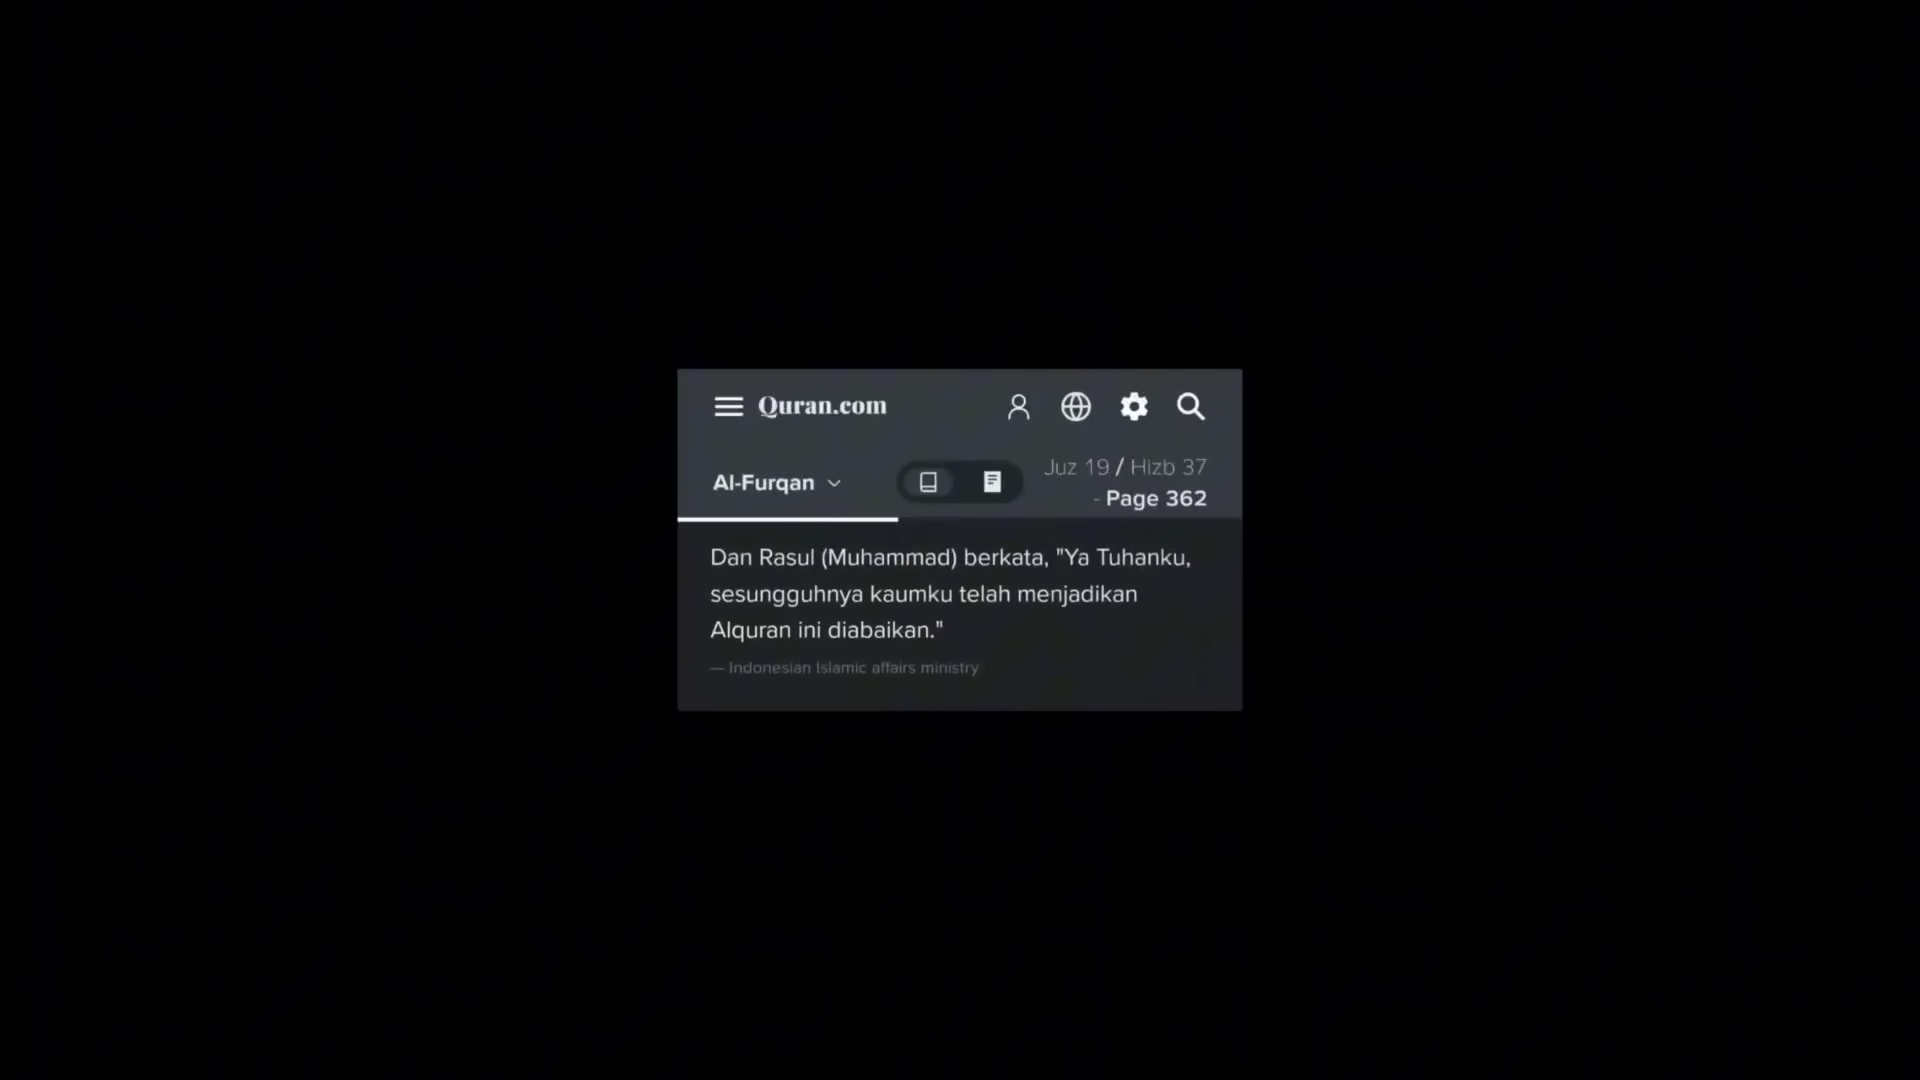 Quran.com
Al-Furqan
Juz 19 / Hizb 37
- Page 362
Dan Rasul (Muhammad) berkata, "Ya Tuhanku,
sesungguhnya kaumku telah menjadikan
Alquran ini diabaikan."
— Indonesian Islamic affairs ministry